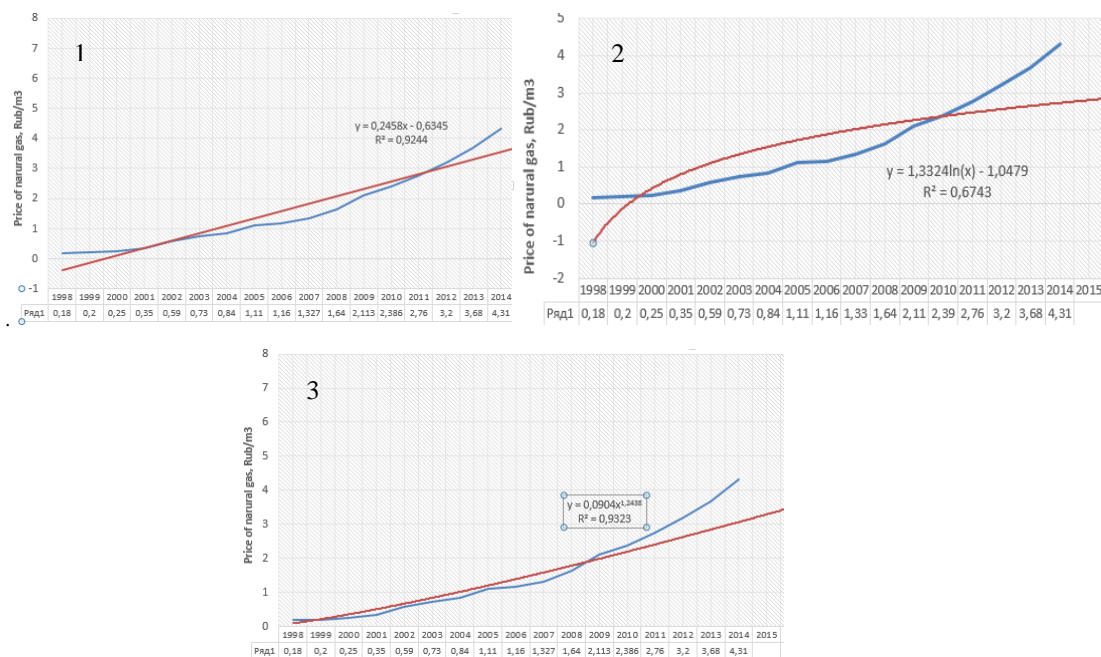 1
8
7
6
5
4
3
2
1
0
-1
Price of narural gas, Rub/m3
y = 0,2458x - 0,6345
R² = 0,9244
1998 1999 2000 2001 2002 2003 2004 2005 2006 2007 2008 2009 2010 2011 2012 2013 2014
Ряд1 0,18 0,2 0,25 0,35 0,59 0,73 0,84 1,11 1,16 1,327 1,64 2,113 2,386 2,76 3,2 3,68 4,31
.
2
5
4
3
2
1
0
-1
-2
Price of narural gas, Rub/m3
y = 1,3324ln(x) - 1,0479
R² = 0,6743
1998 1999 2000 2001 2002 2003 2004 2005 2006 2007 2008 2009 2010 2011 2012 2013 2014 2015
Ряд1 0,18 0,2 0,25 0,35 0,59 0,73 0,84 1,11 1,16 1,33 1,64 2,11 2,39 2,76 3,2 3,68 4,31
3
8
7
6
5
4
3
2
1
0
Price of narural gas, Rub/m3
y = 0,0904x^1,2438
R² = 0,9323
1998 1999 2000 2001 2002 2003 2004 2005 2006 2007 2008 2009 2010 2011 2012 2013 2014 2015
Ряд1 0,18 0,2 0,25 0,35 0,59 0,73 0,84 1,11 1,16 1,327 1,64 2,113 2,386 2,76 3,2 3,68 4,31